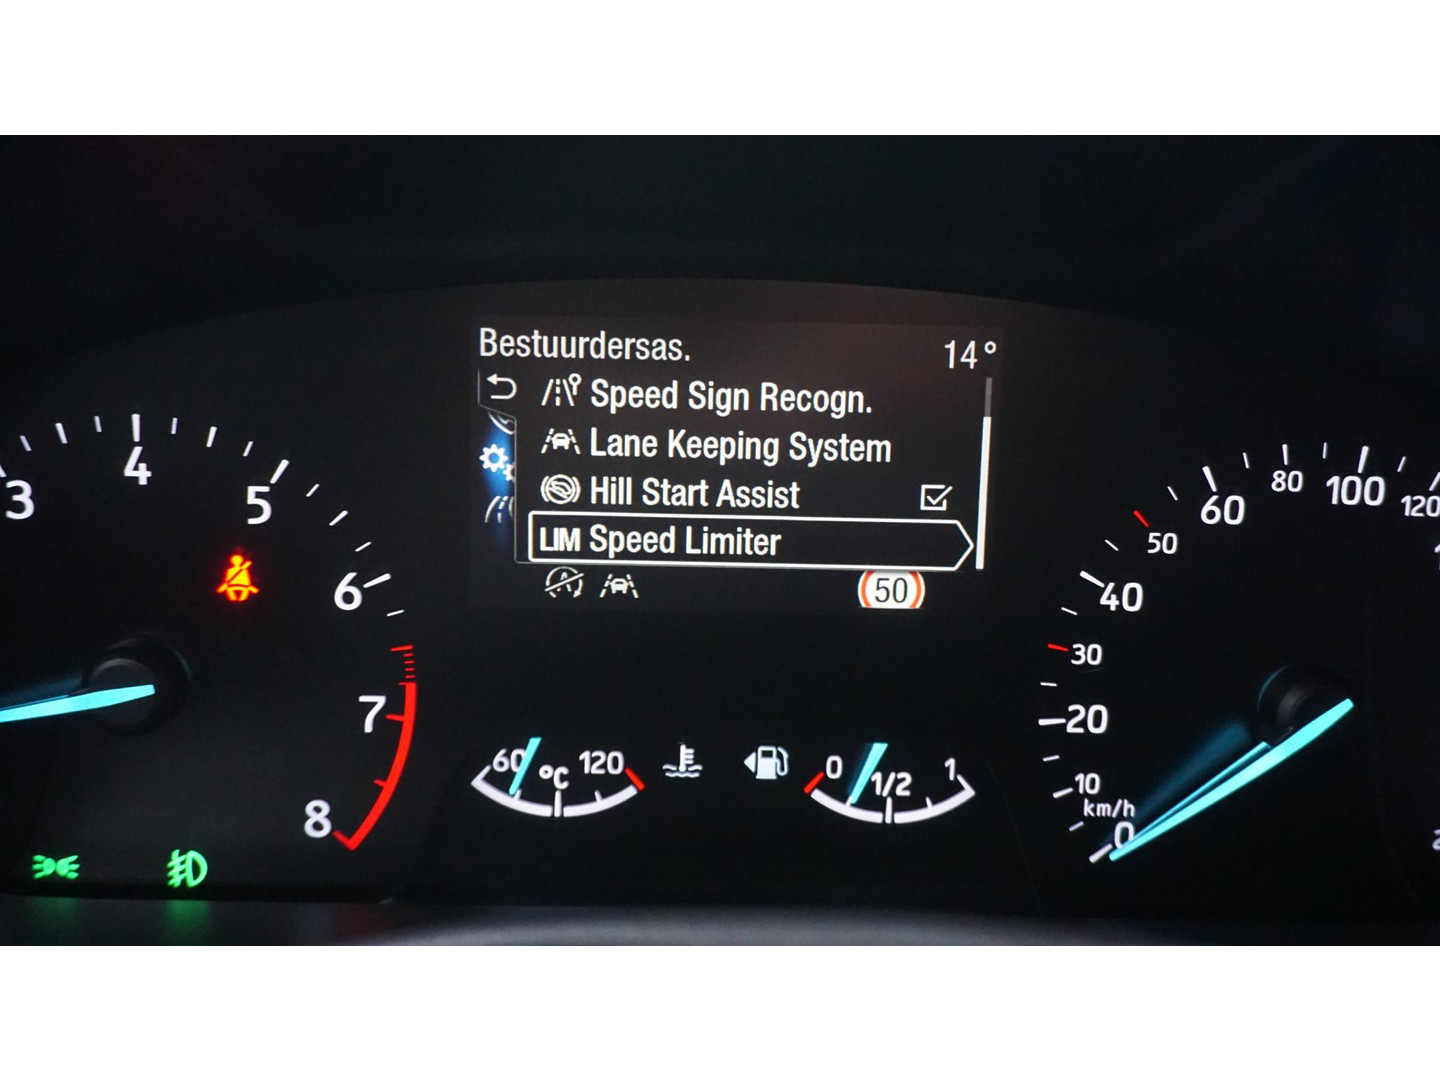 Bestuurdersas.
14°
Speed Sign Recogn.
Lane Keeping System
Hill Start Assist
LIM Speed Limiter
A
50
3
4
5
6
7
8
60
°C
120
0
1/2
1
0
10
20
30
40
50
60
80
100
120
km/h